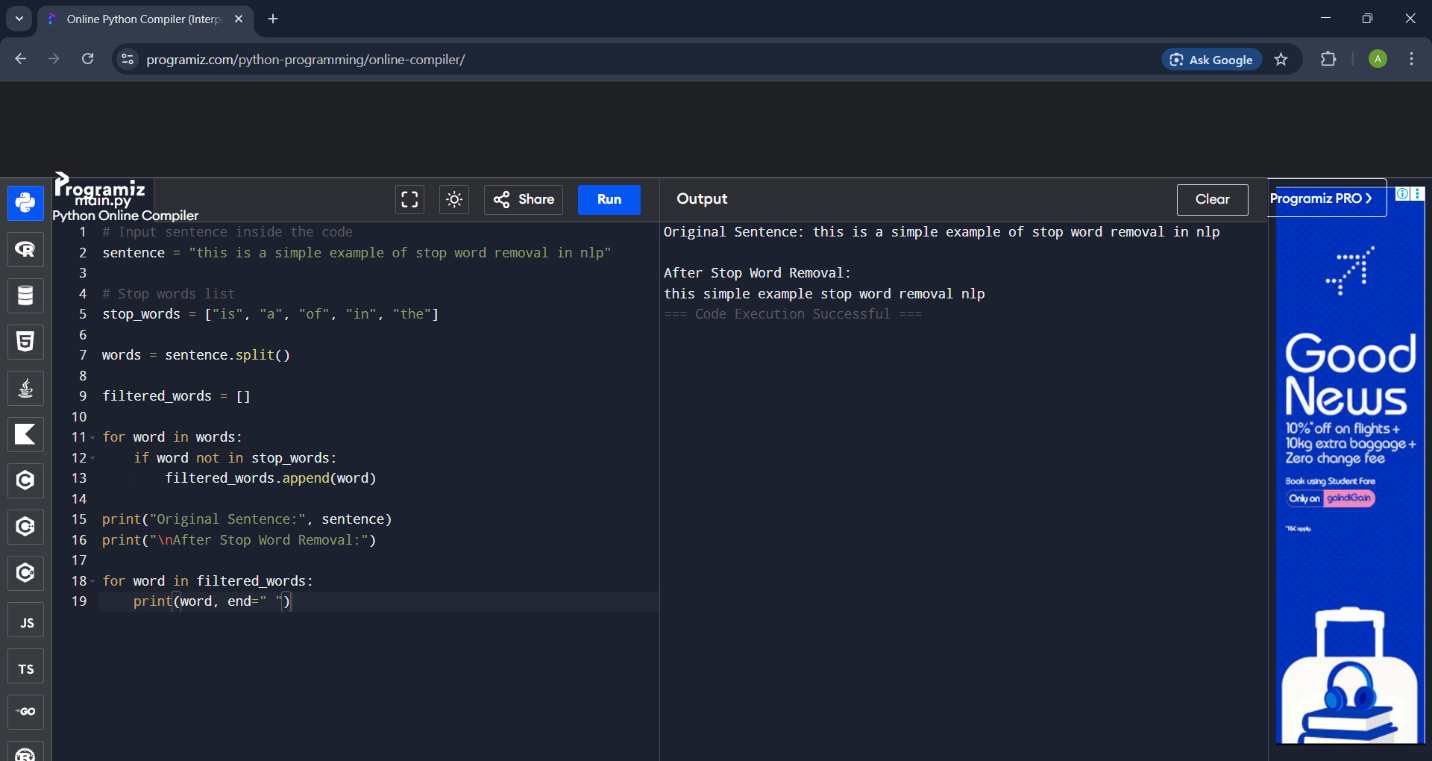 Online Python Compiler (Interp
programiz.com/python-programming/online-compiler/
Ask Google
A
Programiz
main.py
Python Online Compiler
Share
Run
Output
Clear
Programiz PRO
1 # Input sentence inside the code
2 sentence = "this is a simple example of stop word removal in nlp"
3
4 # Stop words list
5 stop_words = ["is", "a", "of", "in", "the"]
6
7 words = sentence.split()
8
9 filtered_words = []
10
11 for word in words:
12     if word not in stop_words:
13         filtered_words.append(word)
14
15 print("Original Sentence:", sentence)
16 print("\nAfter Stop Word Removal:")
17
18 for word in filtered_words:
19     print(word, end=" ")
Original Sentence: this is a simple example of stop word removal in nlp
After Stop Word Removal:
this simple example stop word removal nlp
=== Code Execution Successful ===
JS
TS
GO
Good
News
10%* off on flights +
10kg extra baggage +
Zero change fee
Book using Student Fare
Only on goIndiGo.in
*T&C apply.